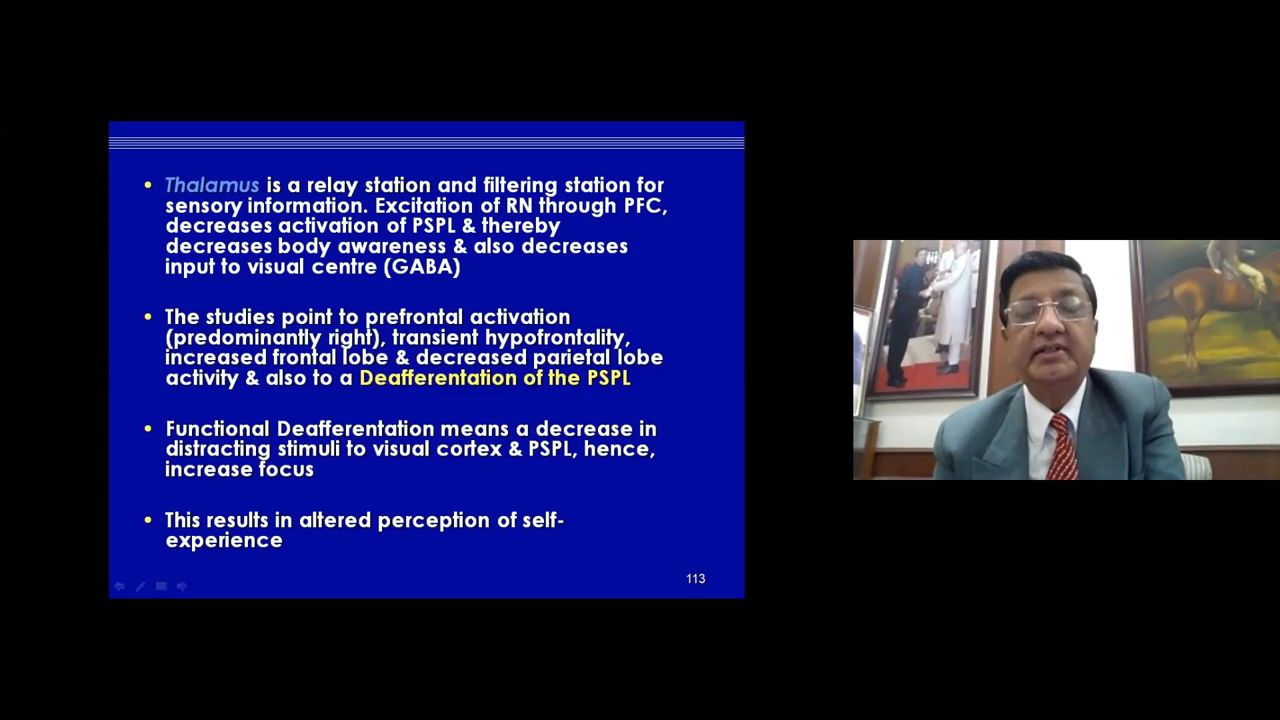 • Thalamus is a relay station and filtering station for
sensory information. Excitation of RN through PFC,
decreases activation of PSPL & thereby
decreases body awareness & also decreases
input to visual centre (GABA)
• The studies point to prefrontal activation
(predominantly right), transient hypofrontality,
increased frontal lobe & decreased parietal lobe
activity & also to a Deafferentation of the PSPL
• Functional Deafferentation means a decrease in
distracting stimuli to visual cortex & PSPL, hence,
increase focus
• This results in altered perception of self-
experience
113